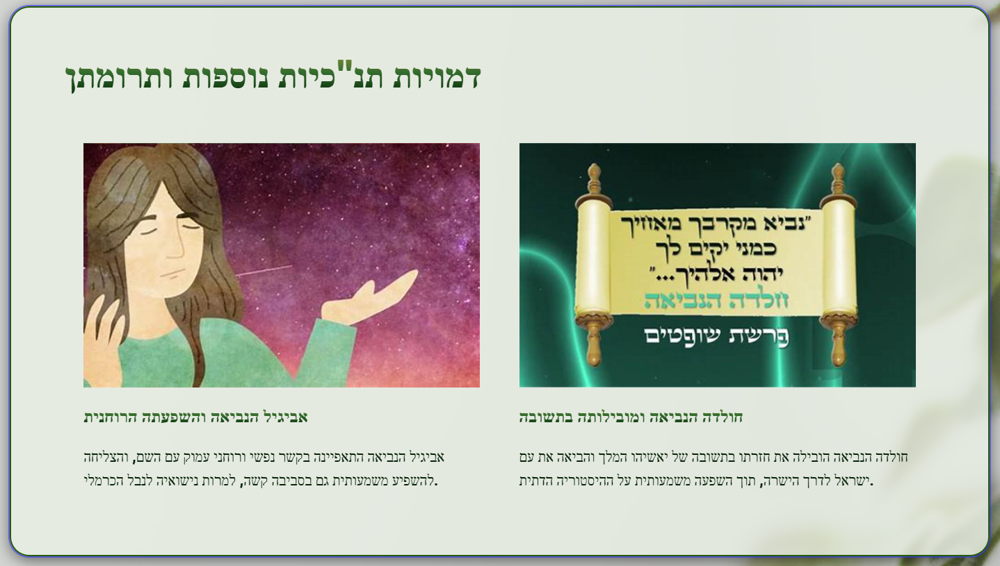 דמויות תנ"כיות נוספות ותרומתן
"נביא מקרבך מאחיך
כמני יקים לך
יהוה אלהיך..."
חלדה הנביאה
פרשת שופטים
חולדה הנביאה ומובילותה בתשובה
חולדה הנביאה הובילה את חזרתו בתשובה של יאשיהו המלך והביאה את עם
ישראל לדרך הישרה, תוך השפעה משמעותית על ההיסטוריה הדתית.
אביגיל הנביאה והשפעתה הרוחנית
אביגיל הנביאה התאפיינה בקשר נפשי ורוחני עמוק עם השם, והצליחה
להשפיע משמעותית גם בסביבה קשה, למרות נישואיה לנבל הכרמלי.